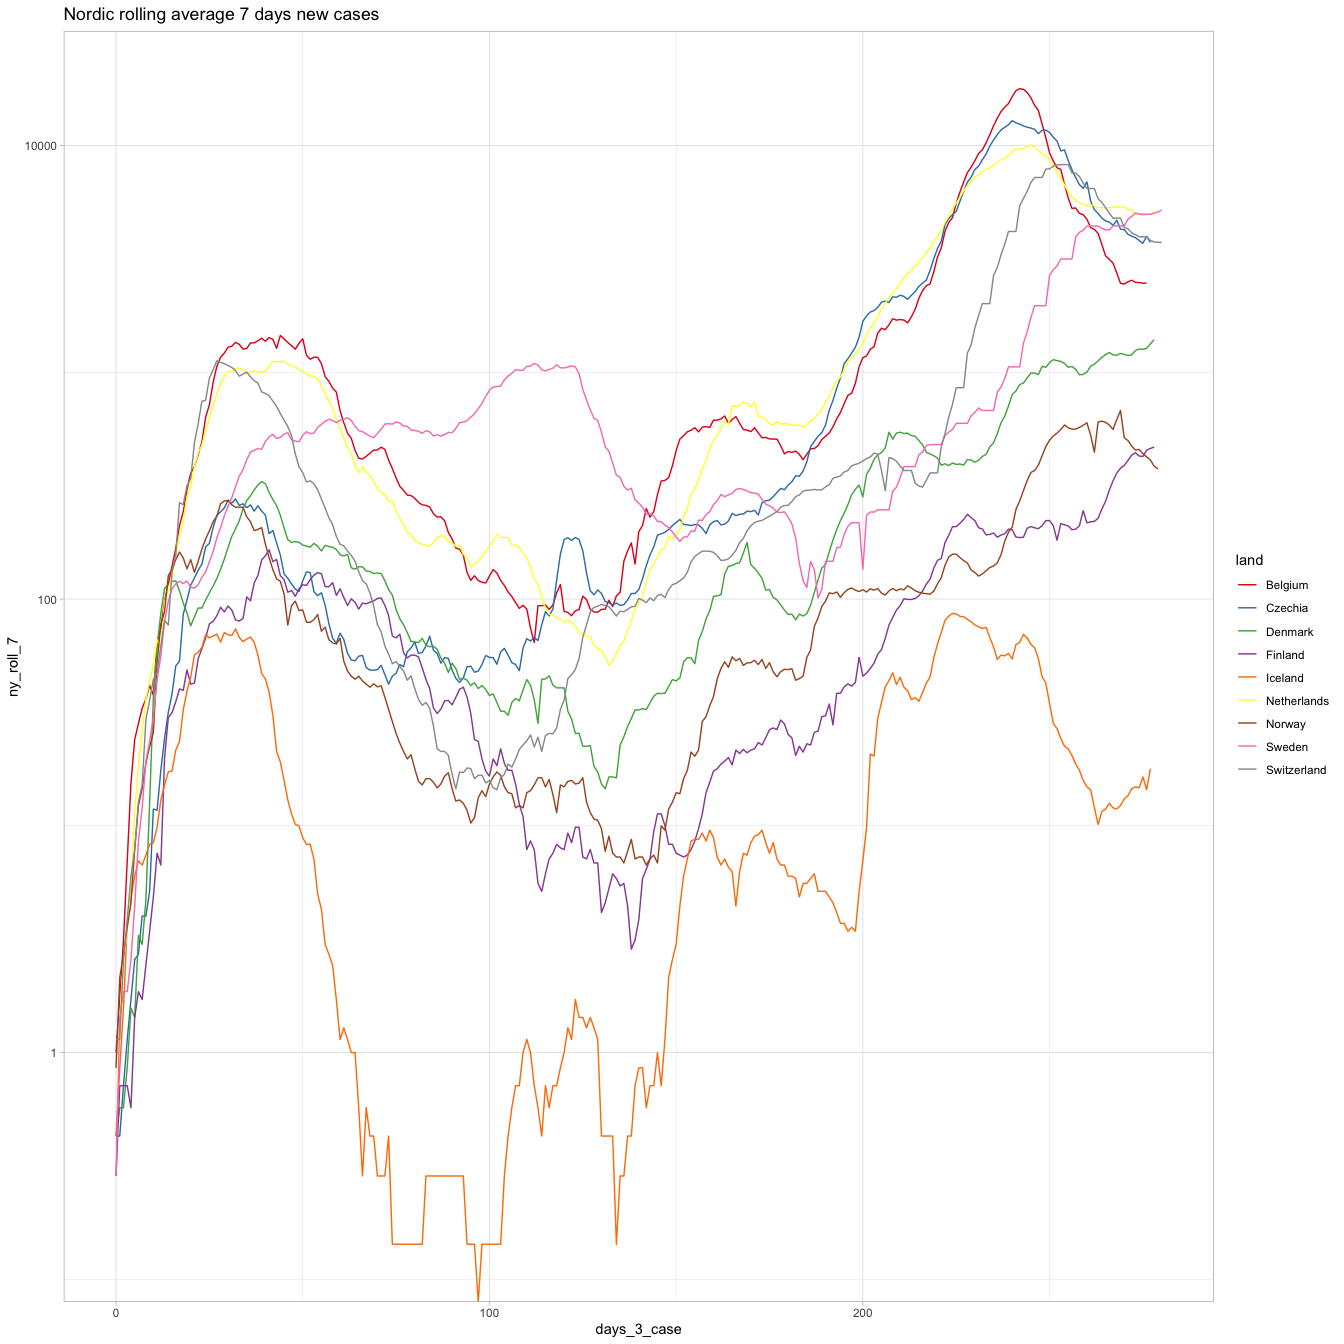 Nordic rolling average 7 days new cases
10000
100
1
ny_roll_7
0
100
200
days_3_case
land
Belgium
Czechia
Denmark
Finland
Iceland
Netherlands
Norway
Sweden
Switzerland